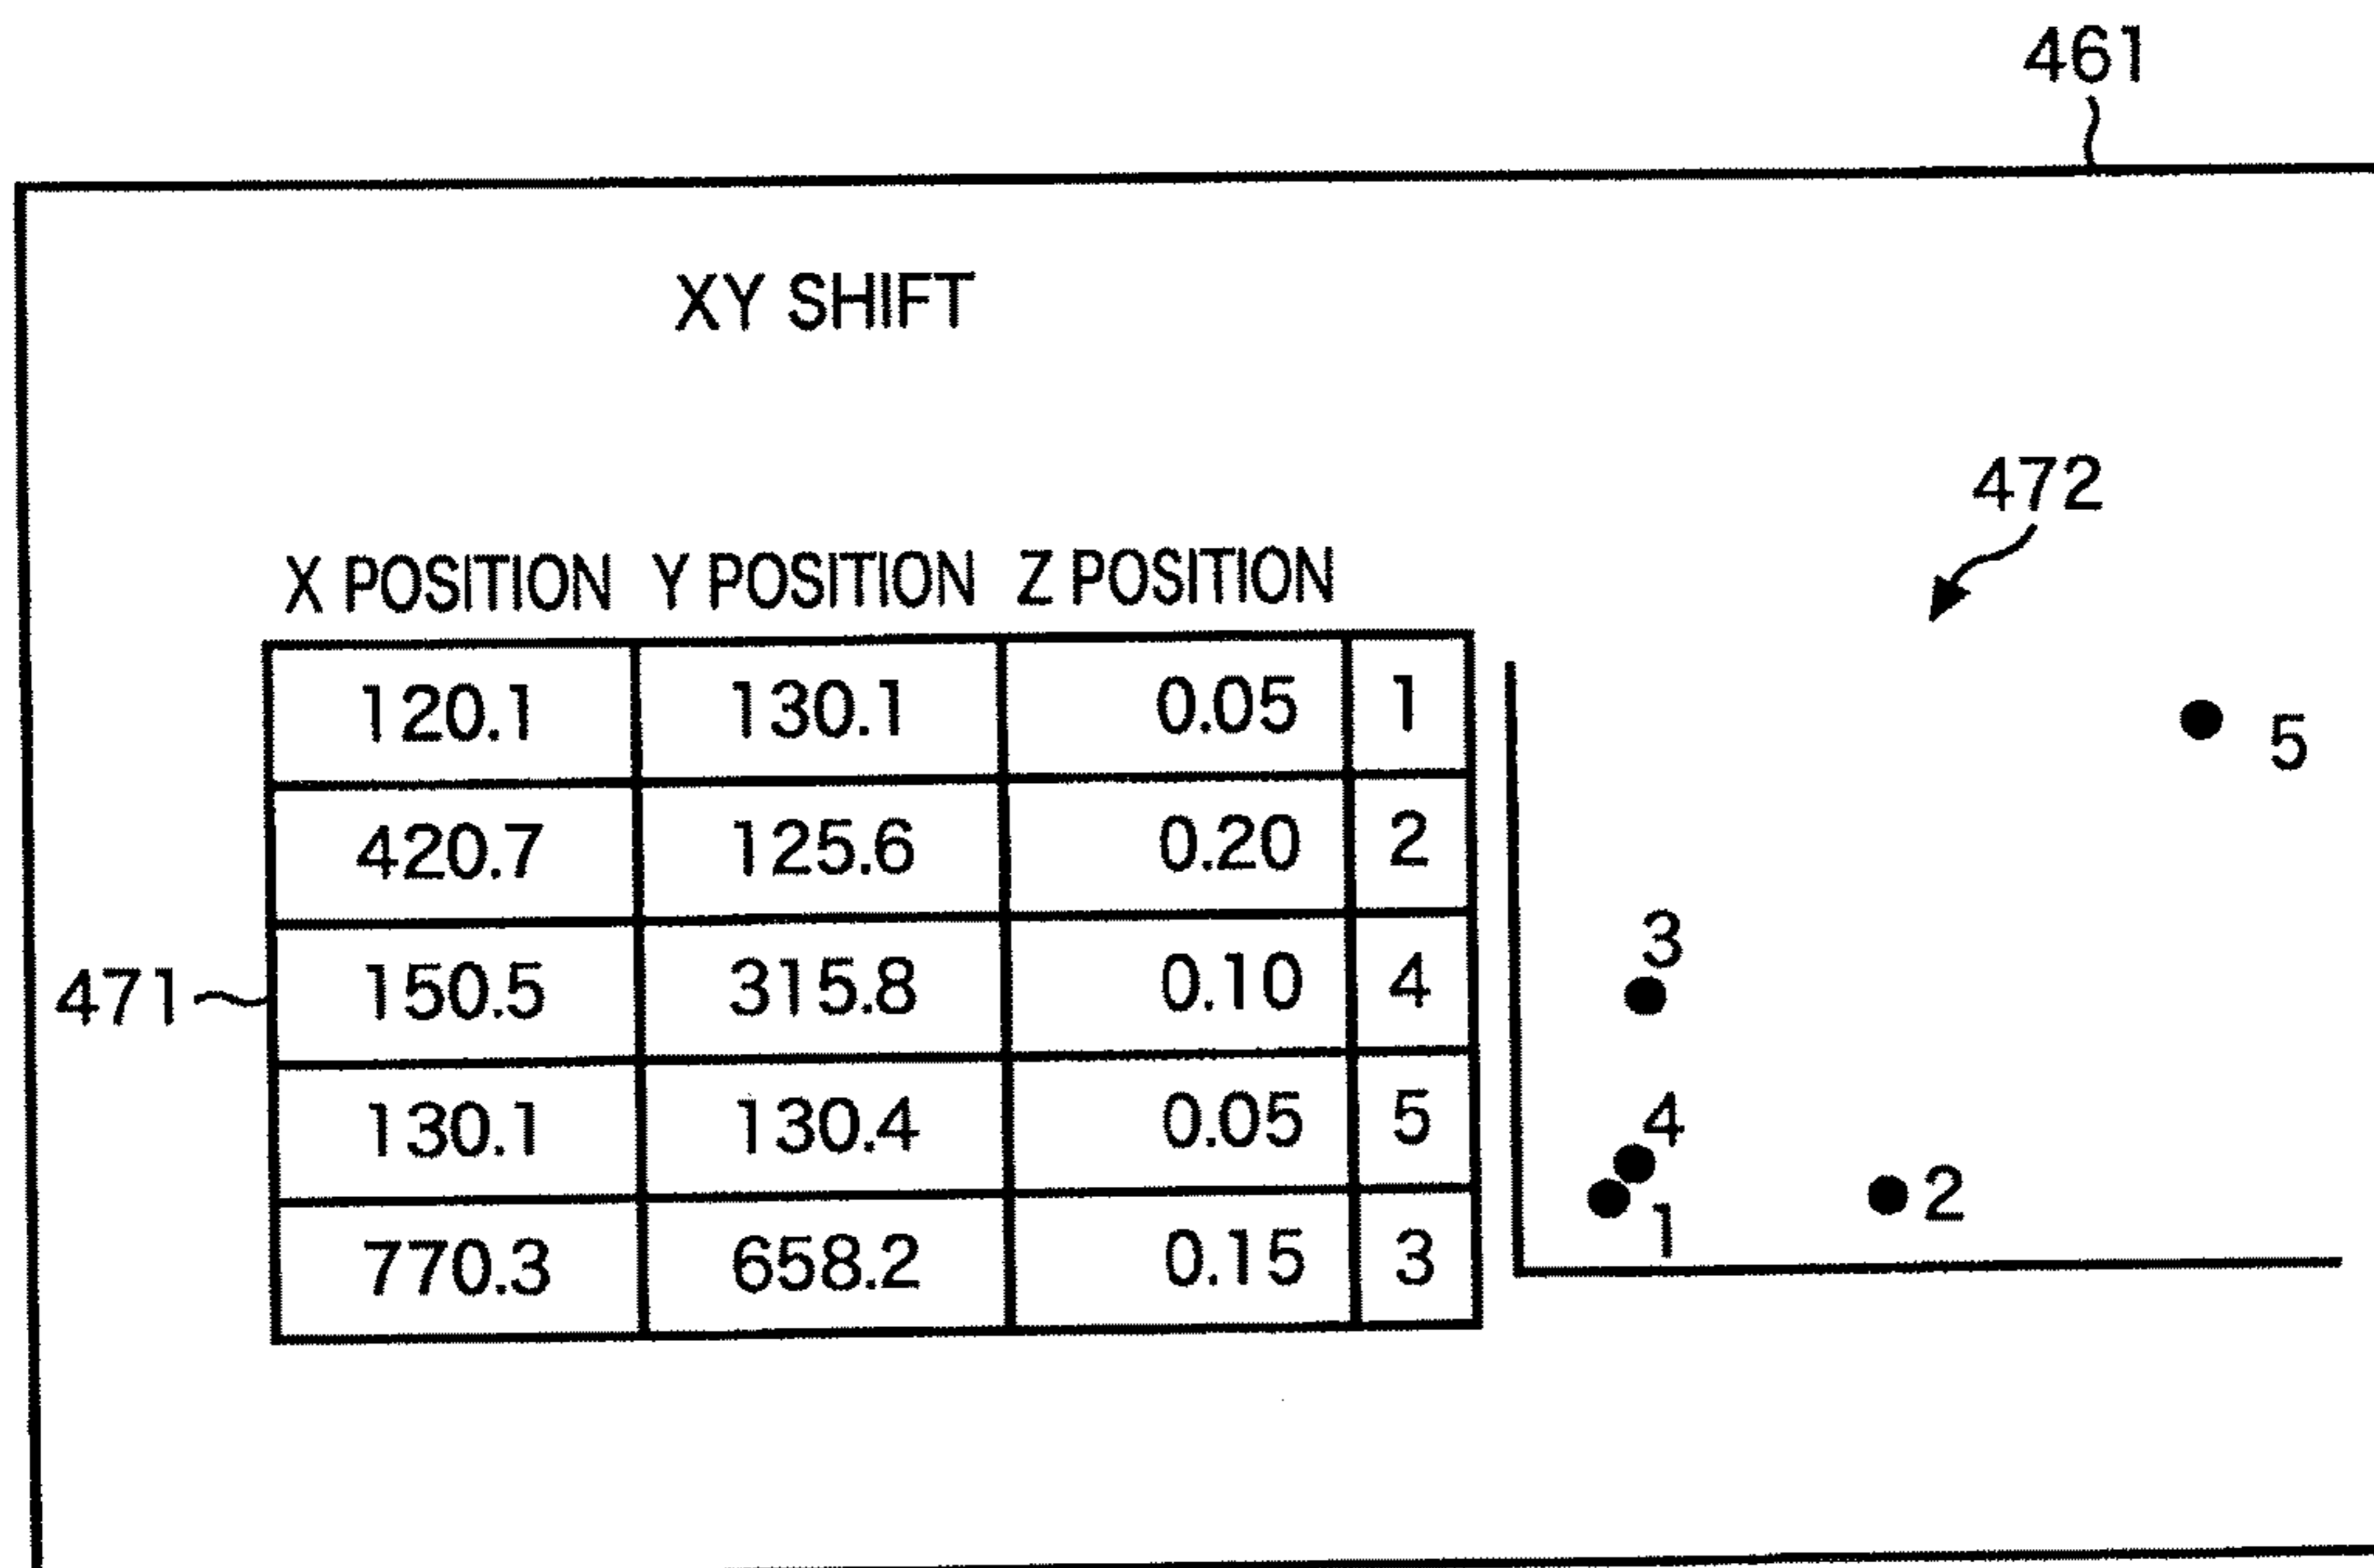 461
XY SHIFT
472
X POSITION Y POSITION Z POSITION
120.1 130.1 0.05 1
5
420.7 125.6 0.20 2
3
471 150.5 315.8 0.10 4
130.1 130.4 0.05 5
4
2
1
770.3 658.2 0.15 3